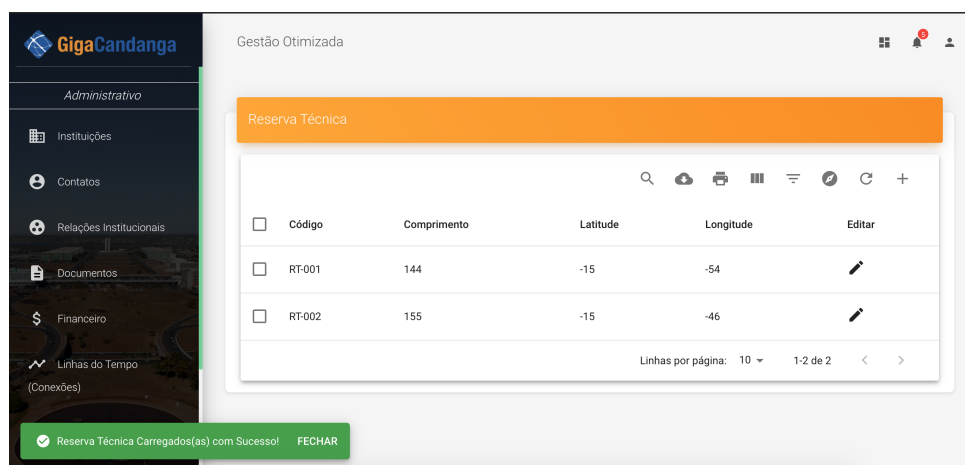 GigaCandanga
Gestão Otimizada
5
Administrativo
Instituições
Contatos
Relações Institucionais
Documentos
Financeiro
Linhas do Tempo
(Conexões)
Reserva Técnica
Código Comprimento Latitude Longitude Editar
RT-001 144 -15 -54
RT-002 155 -15 -46
Linhas por página: 10 1-2 de 2
Reserva Técnica Carregados(as) com Sucesso! FECHAR